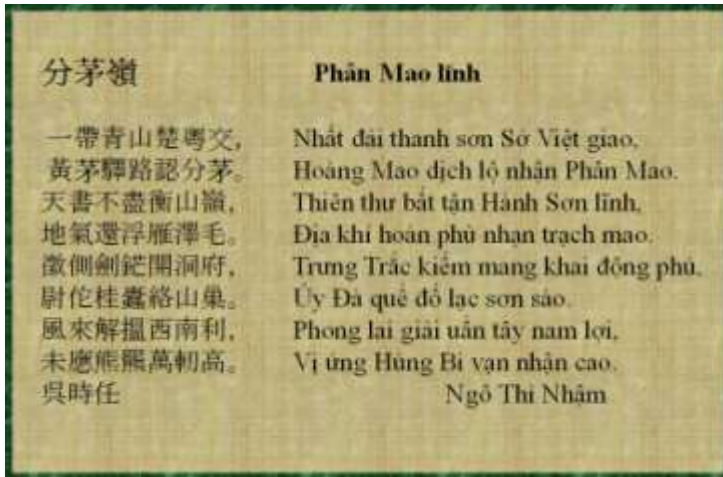 分茅嶺
一帶青山楚粵交,
黃茅驛路認分茅。
天書不盡衡山嶺,
地氣還浮雁澤毛。
徵側劍鋩開洞府,
尉佗桂蠹絡山巢。
風來解搵西南利,
未應熊羆萬軔高。
吳時任
Phân Mao lĩnh
Nhất đái thanh sơn Sở Việt giao,
Hoàng Mao dịch lộ nhận Phân Mao.
Thiên thư bất tận Hành Sơn lĩnh,
Địa khí hoàn phù nhạn trạch mao.
Trưng Trắc kiếm mang khai động phủ,
Úy Đà quế đố lạc sơn sào.
Phong lai giải uẩn tây nam lợi,
Vị ưng Hùng Bi vạn nhận cao.
Ngô Thì Nhậm